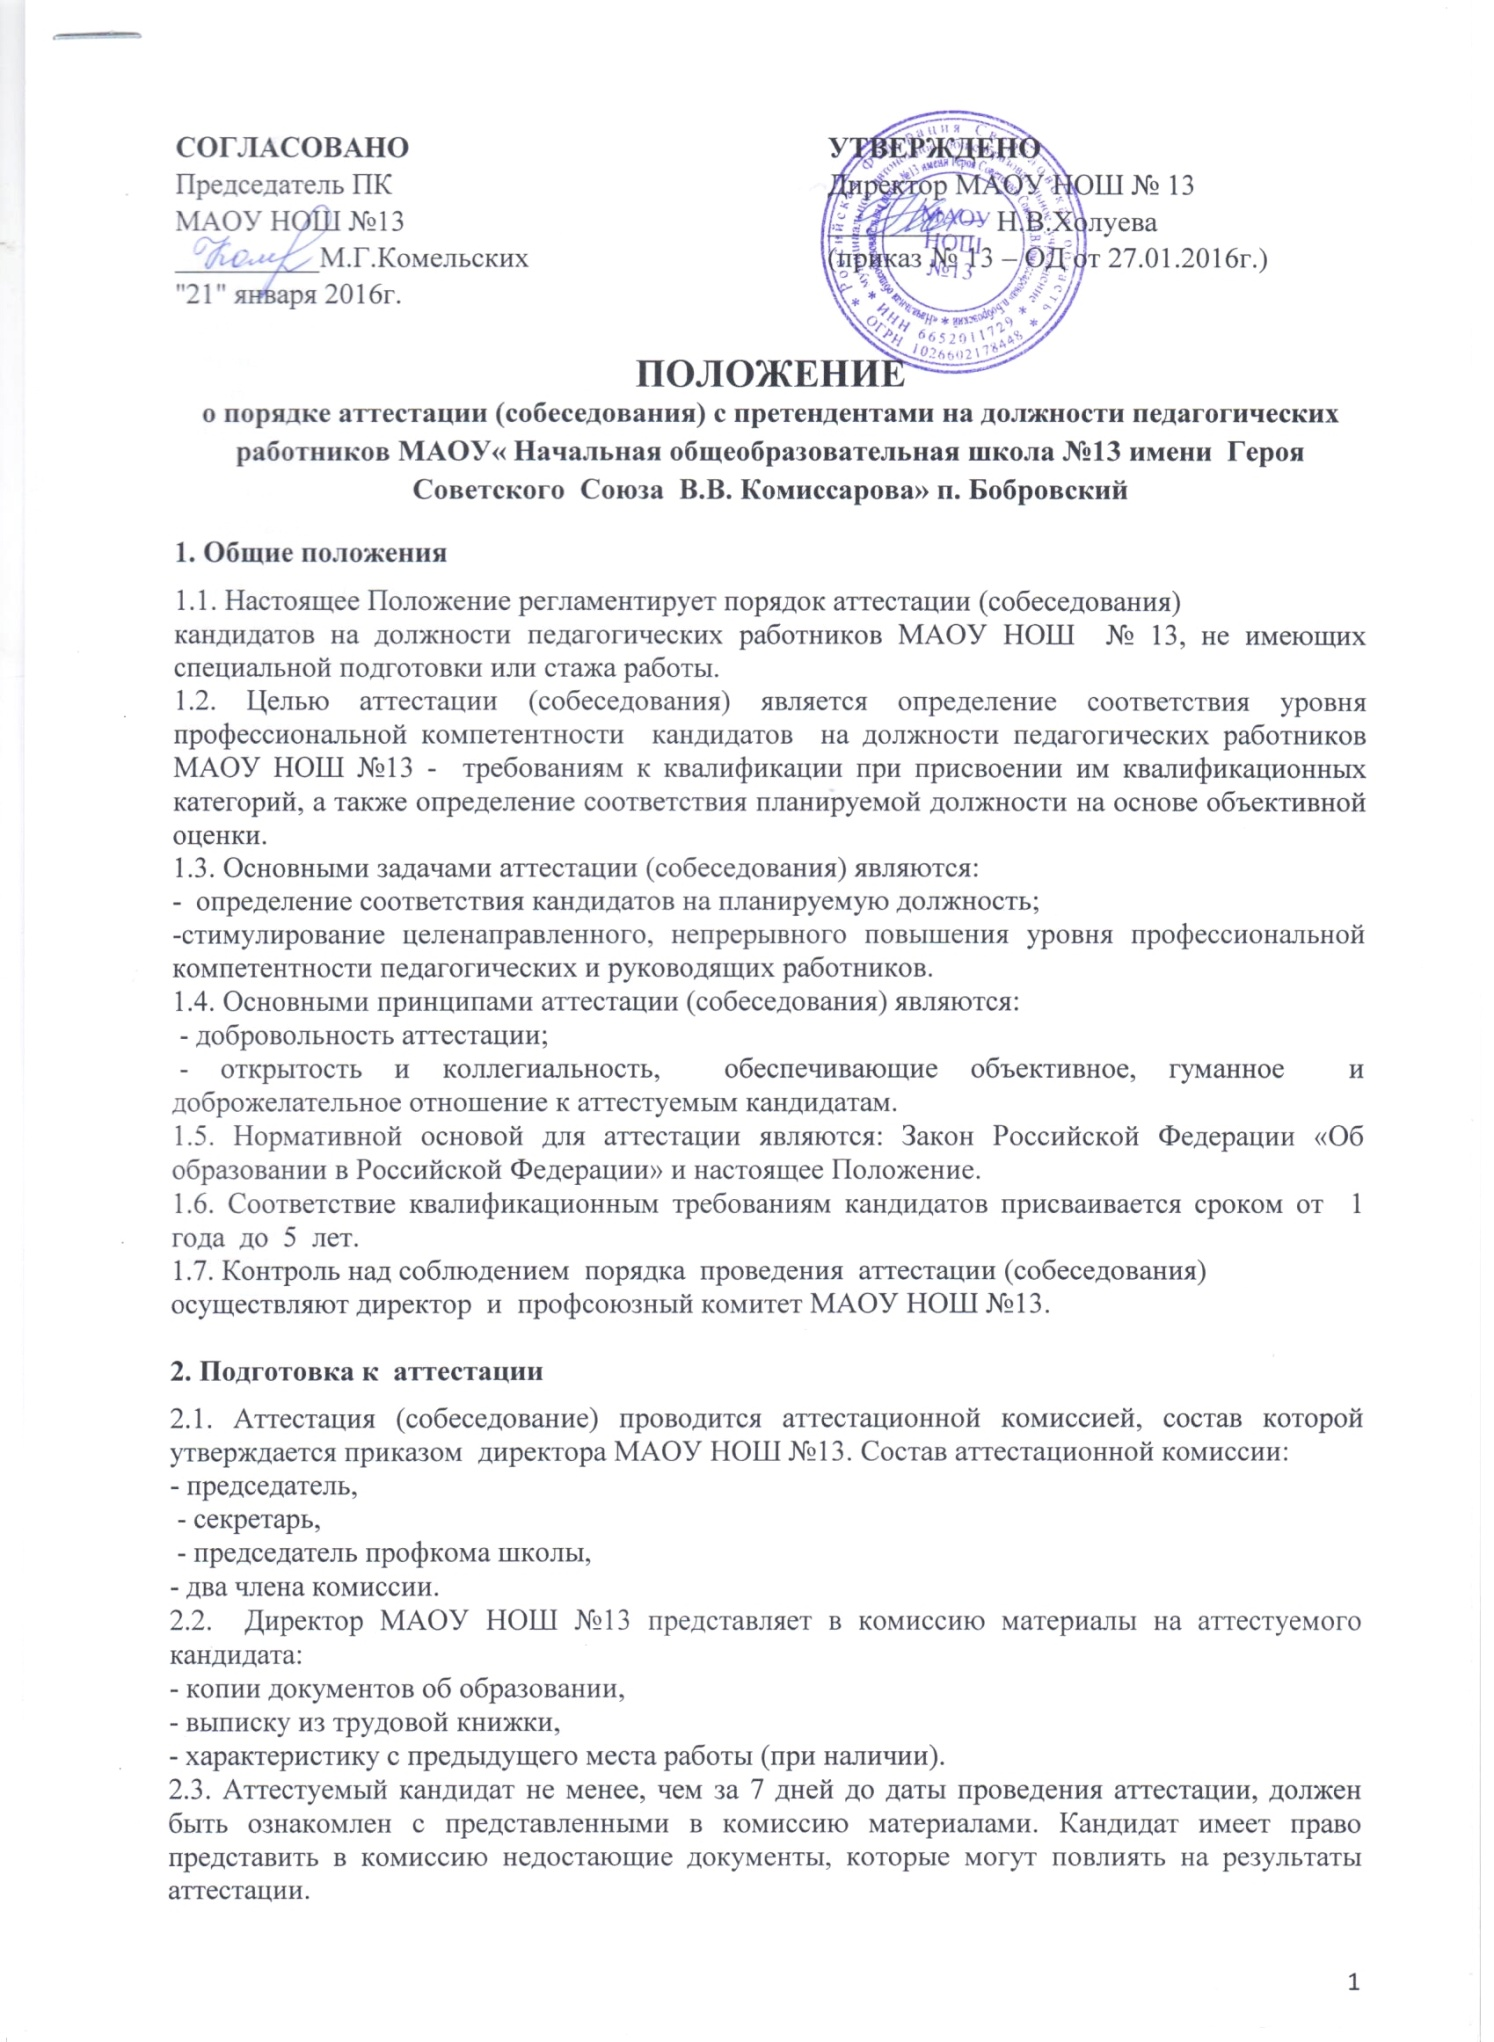 СОГЛАСОВАНО
Председатель ПК
МАОУ НОШ №13
____________М.Г.Комельских
"21" января 2016г.
УТВЕРЖДЕНО
Директор МАОУ НОШ № 13
Н.В.Холуева
(приказ № 13 – ОД от 27.01.2016г.)
МАОУ
НОШ
№13
ИНН 6652011729
ОГРН 1026602178448
ПОЛОЖЕНИЕ
о порядке аттестации (собеседования) с претендентами на должности педагогических
работников МАОУ« Начальная общеобразовательная школа №13 имени Героя
Советского Союза В.В. Комиссарова» п. Бобровский
1. Общие положения
1.1. Настоящее Положение регламентирует порядок аттестации (собеседования)
кандидатов на должности педагогических работников МАОУ НОШ № 13, не имеющих
специальной подготовки или стажа работы.
1.2. Целью аттестации (собеседования) является определение соответствия уровня
профессиональной компетентности кандидатов на должности педагогических работников
МАОУ НОШ №13 - требованиям к квалификации при присвоении им квалификационных
категорий, а также определение соответствия планируемой должности на основе объективной
оценки.
1.3. Основными задачами аттестации (собеседования) являются:
- определение соответствия кандидатов на планируемую должность;
-стимулирование целенаправленного, непрерывного повышения уровня профессиональной
компетентности педагогических и руководящих работников.
1.4. Основными принципами аттестации (собеседования) являются:
- добровольность аттестации;
- открытость и коллегиальность, обеспечивающие объективное, гуманное и
доброжелательное отношение к аттестуемым кандидатам.
1.5. Нормативной основой для аттестации являются: Закон Российской Федерации «Об
образовании в Российской Федерации» и настоящее Положение.
1.6. Соответствие квалификационным требованиям кандидатов присваивается сроком от 1
года до 5 лет.
1.7. Контроль над соблюдением порядка проведения аттестации (собеседования)
осуществляют директор и профсоюзный комитет МАОУ НОШ №13.
2. Подготовка к аттестации
2.1. Аттестация (собеседование) проводится аттестационной комиссией, состав которой
утверждается приказом директора МАОУ НОШ №13. Состав аттестационной комиссии:
- председатель,
- секретарь,
- председатель профкома школы,
- два члена комиссии.
2.2. Директор МАОУ НОШ №13 представляет в комиссию материалы на аттестуемого
кандидата:
- копии документов об образовании,
- выписку из трудовой книжки,
- характеристику с предыдущего места работы (при наличии).
2.3. Аттестуемый кандидат не менее, чем за 7 дней до даты проведения аттестации, должен
быть ознакомлен с представленными в комиссию материалами. Кандидат имеет право
представить в комиссию недостающие документы, которые могут повлиять на результаты
аттестации.
1